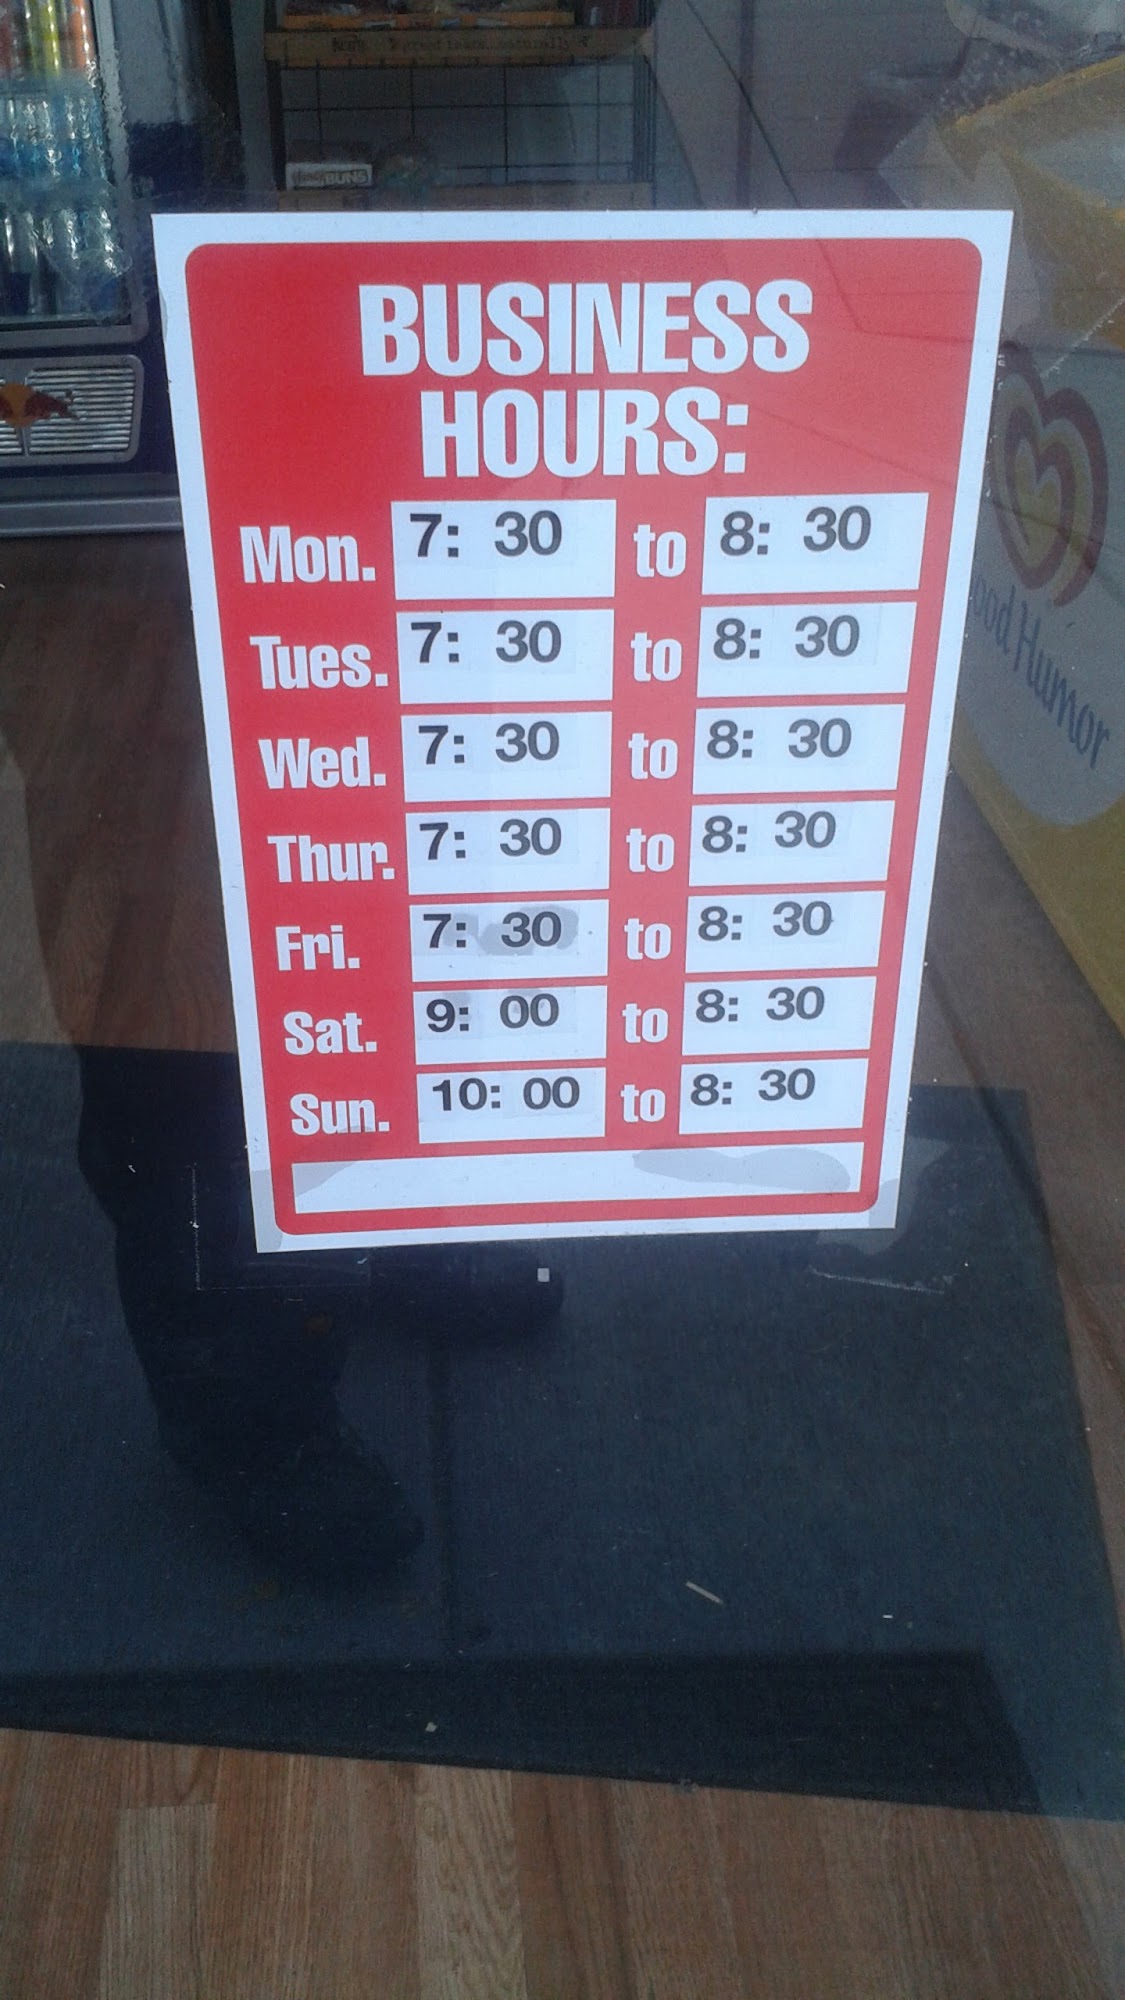 BUNS
BUSINESS
HOURS:
Mon. 7: 30 to 8: 30
Tues. 7: 30 to 8: 30
Wed. 7: 30 to 8: 30
Thur. 7: 30 to 8: 30
Fri. 7: 30 to 8: 30
Sat. 9: 00 to 8: 30
Sun. 10: 00 to 8: 30
Humor